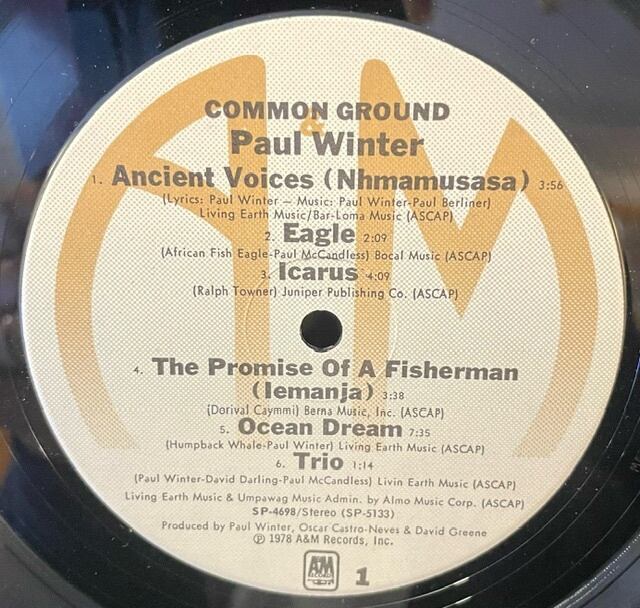 COMMON GROUND
Paul Winter
1. Ancient Voices (Nhmamusasa) 3:56
(Lyrics: Paul Winter — Music: Paul Winter-Paul Berliner)
Living Earth Music/Bar-Loma Music (ASCAP)
2. Eagle 2:09
(African Fish Eagle-Paul McCandless) Bocal Music (ASCAP)
3. Icarus 4:09
(Ralph Towner) Juniper Publishing Co. (ASCAP)
4. The Promise Of A Fisherman
(Iemanja) 3:38
(Dorival Caymmi) Berna Music, Inc. (ASCAP)
5. Ocean Dream 7:35
(Humpback Whale-Paul Winter) Living Earth Music (ASCAP)
6. Trio 1:14
(Paul Winter-David Darling-Paul McCandless) Livin Earth Music (ASCAP)
Living Earth Music & Umpawag Music Admin. by Almo Music Corp. (ASCAP)
SP-4698/Stereo (SP-5133)
Produced by Paul Winter, Oscar Castro-Neves & David Greene
℗ 1978 A&M Records, Inc.
A&M
RECORDS
1